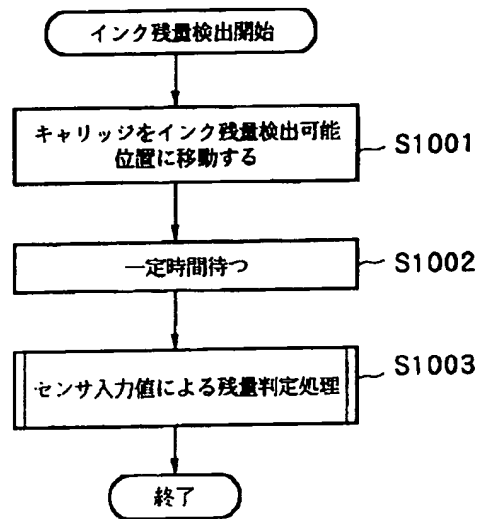 インク残量検出開始
キャリッジをインク残量検出可能
位置に移動する
S1001
一定時間待つ
S1002
センサ入力値による残量判定処理
S1003
終了